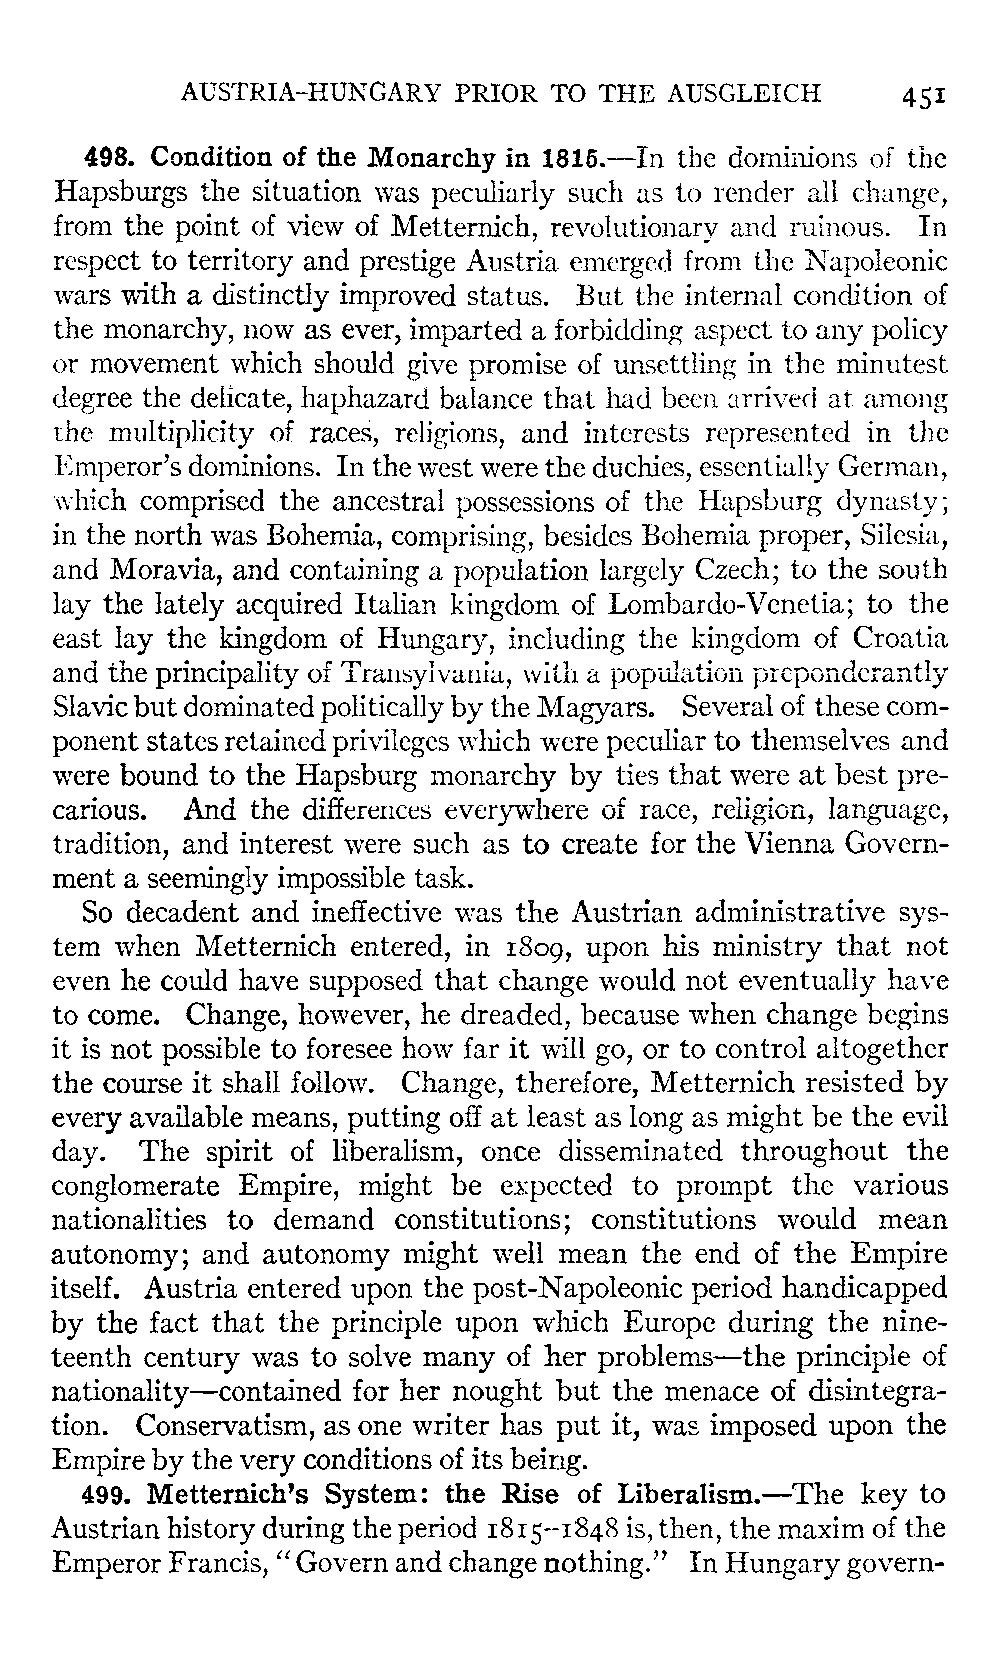 AUSTRIA-HUNGARY PRIOR TO THE AUSGLEICH 451
498. Condition of the Monarchy in 1815.—In the dominions of the
Hapsburgs the situation was peculiarly such as to render all change,
from the point of view of Metternich, revolutionary and ruinous. In
respect to territory and prestige Austria emerged from the Napoleonic
wars with a distinctly improved status. But the internal condition of
the monarchy, now as ever, imparted a forbidding aspect to any policy
or movement which should give promise of unsettling in the minutest
degree the delicate, haphazard balance that had been arrived at among
the multiplicity of races, religions, and interests represented in the
Emperor's dominions. In the west were the duchies, essentially German,
which comprised the ancestral possessions of the Hapsburg dynasty;
in the north was Bohemia, comprising, besides Bohemia proper, Silesia,
and Moravia, and containing a population largely Czech; to the south
lay the lately acquired Italian kingdom of Lombardo-Venetia; to the
east lay the kingdom of Hungary, including the kingdom of Croatia
and the principality of Transylvania, with a population preponderantly
Slavic but dominated politically by the Magyars. Several of these com-
ponent states retained privileges which were peculiar to themselves and
were bound to the Hapsburg monarchy by ties that were at best pre-
carious. And the differences everywhere of race, religion, language,
tradition, and interest were such as to create for the Vienna Govern-
ment a seemingly impossible task.
So decadent and ineffective was the Austrian administrative sys-
tem when Metternich entered, in 1809, upon his ministry that not
even he could have supposed that change would not eventually have
to come. Change, however, he dreaded, because when change begins
it is not possible to foresee how far it will go, or to control altogether
the course it shall follow. Change, therefore, Metternich resisted by
every available means, putting off at least as long as might be the evil
day. The spirit of liberalism, once disseminated throughout the
conglomerate Empire, might be expected to prompt the various
nationalities to demand constitutions; constitutions would mean
autonomy; and autonomy might well mean the end of the Empire
itself. Austria entered upon the post-Napoleonic period handicapped
by the fact that the principle upon which Europe during the nine-
teenth century was to solve many of her problems—the principle of
nationality—contained for her nought but the menace of disintegra-
tion. Conservatism, as one writer has put it, was imposed upon the
Empire by the very conditions of its being.
499. Metternich's System: the Rise of Liberalism.—The key to
Austrian history during the period 1815-1848 is, then, the maxim of the
Emperor Francis, "Govern and change nothing." In Hungary govern-